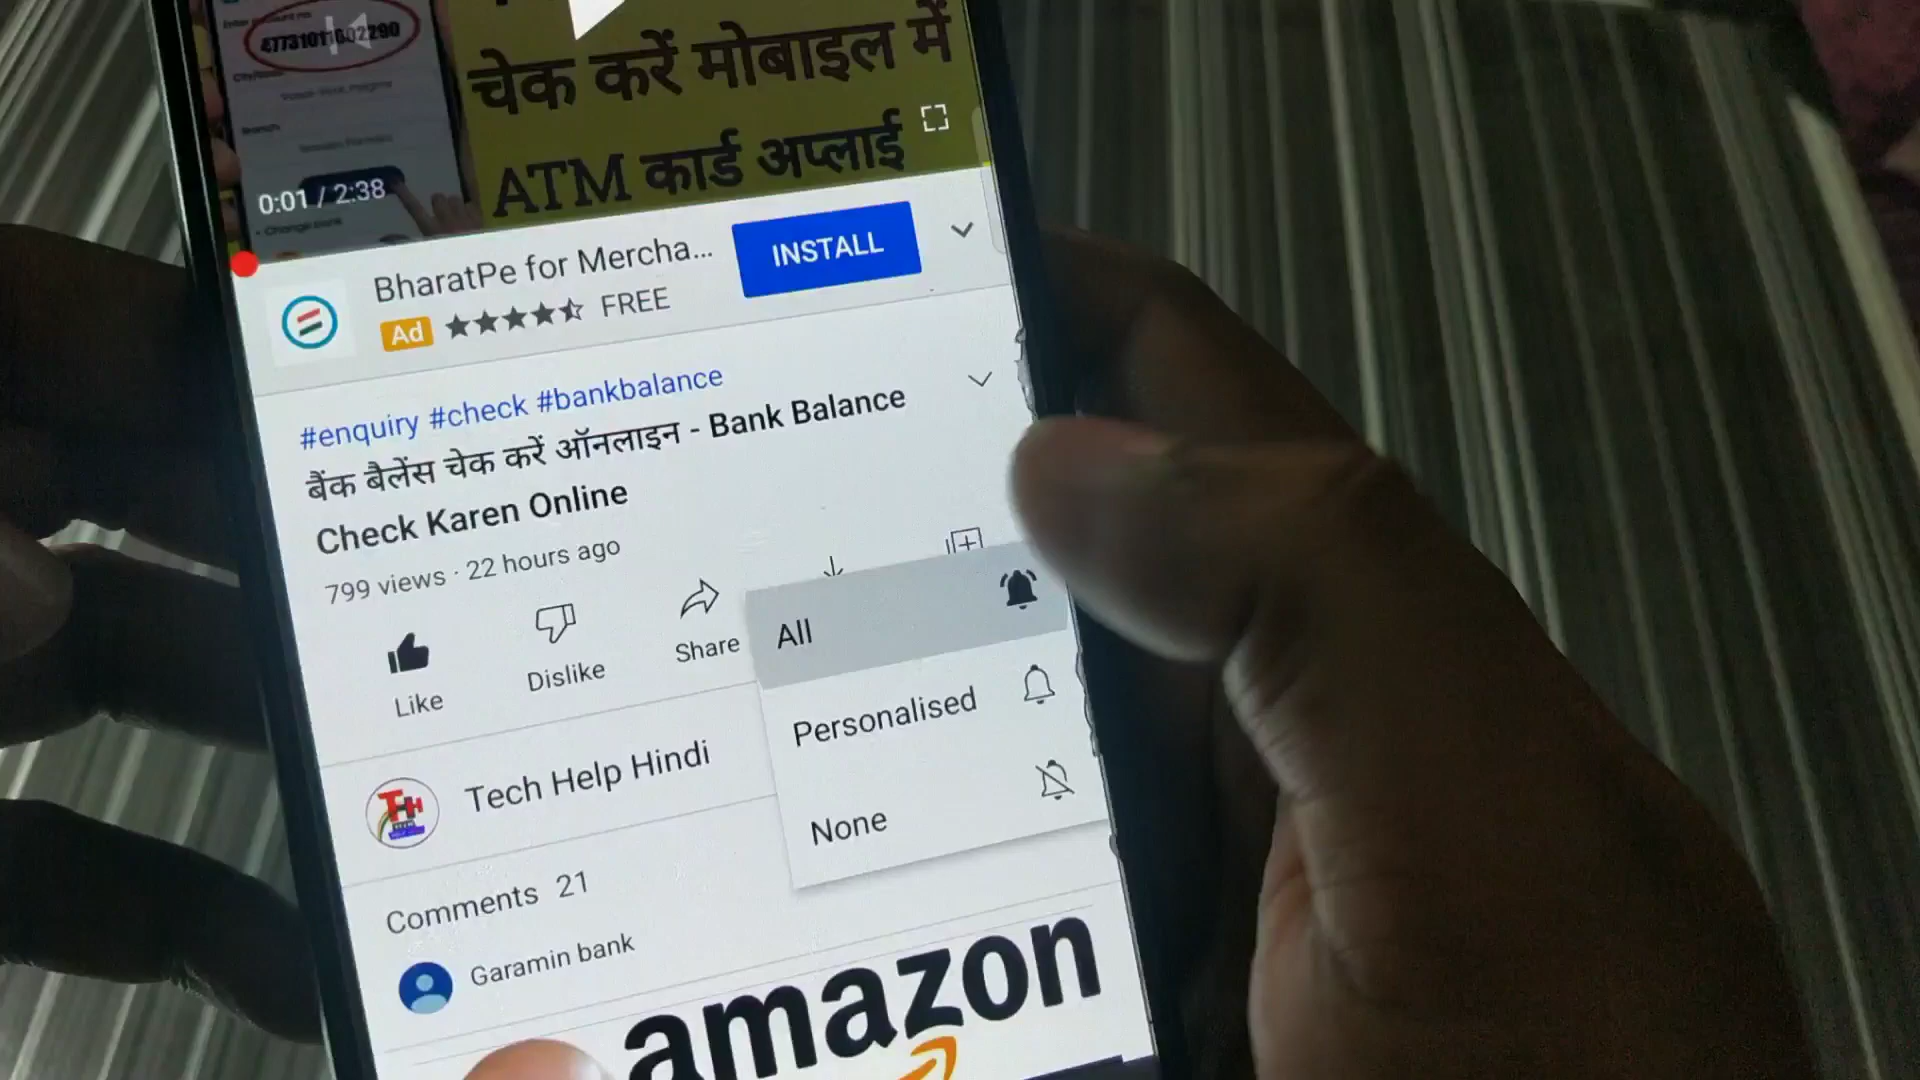 47731011602290
चेक करें मोबाइल में
ATM कार्ड अप्लाई
0:01 / 2:38
BharatPe for Mercha...
INSTALL
Ad
FREE
#enquiry #check #bankbalance
बैंक बैलेंस चेक करें ऑनलाइन - Bank Balance
Check Karen Online
799 views · 22 hours ago
Like
Dislike
Share
All
Personalised
None
Tech Help Hindi
Comments 21
Garamin bank
amazon